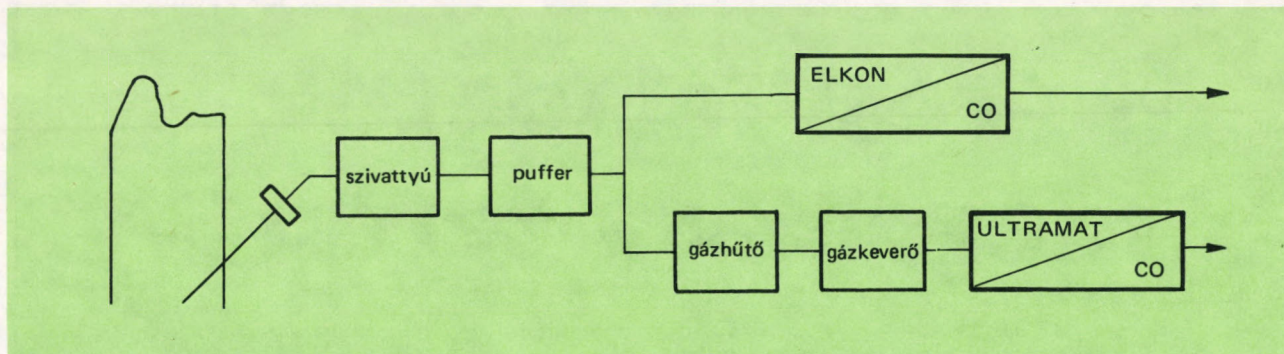 ELKON
CO
szivattyú
puffer
gázhűtő
gázkeverő
ULTRAMAT
CO